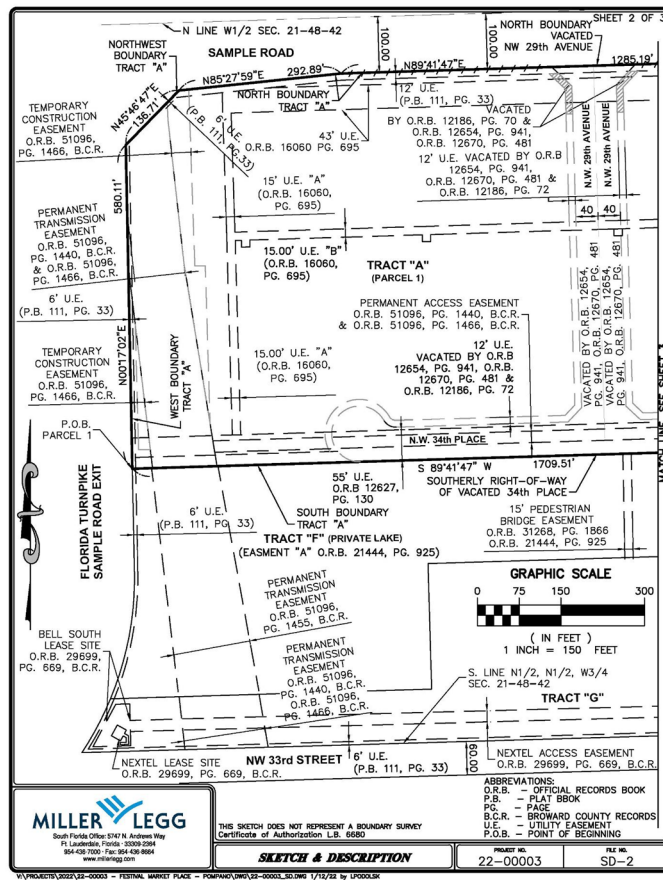 SHEET 2 OF 3
N LINE W1/2 SEC. 21-48-42
SAMPLE ROAD
100.00
100.00
NORTH BOUNDARY
VACATED
NW 29th AVENUE
NORTHWEST
BOUNDARY
TRACT "A"
N85°27'59"E
292.89'
N89°41'47"E
1285.19'
NORTH BOUNDARY
TRACT "A"
N45°46'47"E
136.71'
6' U.E.
(P.B. 111, PG.33)
12' U.E.
(P.B. 111, PG. 33)
TEMPORARY
CONSTRUCTION
EASEMENT
O.R.B. 51096,
PG. 1466, B.C.R.
43' U.E.
O.R.B. 16060 PG. 695
VACATED
BY O.R.B. 12186, PG. 70 &
O.R.B. 12654, PG. 941,
O.R.B. 12670, PG. 481
12' U.E. VACATED BY O.R.B
12654, PG. 941,
O.R.B. 12670, PG. 481 &
O.R.B. 12186, PG. 72
N.W. 29th AVENUE
N.W. 29th AVENUE
40
40
580.11'
15' U.E. "A"
(O.R.B. 16060,
PG. 695)
PERMANENT
TRANSMISSION
EASEMENT
O.R.B. 51096,
PG. 1440, B.C.R.
& O.R.B. 51096,
PG. 1466, B.C.R.
15.00' U.E. "B"
(O.R.B. 16060,
PG. 695)
TRACT "A"
(PARCEL 1)
VACATED BY O.R.B. 12654,
PG. 941, O.R.B. 12670, PG. 481
VACATED BY O.R.B. 12654,
PG. 941, O.R.B. 12670, PG. 481
6' U.E.
(P.B. 111, PG. 33)
PERMANENT ACCESS EASEMENT
O.R.B. 51096, PG. 1440, B.C.R.
& O.R.B. 51096, PG. 1466, B.C.R.
N00°17'02"E
TEMPORARY
CONSTRUCTION
EASEMENT
O.R.B. 51096,
PG. 1466, B.C.R.
WEST BOUNDARY
TRACT "A"
15.00' U.E. "A"
(O.R.B. 16060,
PG. 695)
12' U.E.
VACATED BY O.R.B
12654, PG. 941, O.R.B.
12670, PG. 481 &
O.R.B. 12186, PG. 72
P.O.B.
PARCEL 1
N.W. 34th PLACE
S 89°41'47" W
1709.51'
55' U.E.
O.R.B 12627,
PG. 130
SOUTHERLY RIGHT-OF-WAY
OF VACATED 34th PLACE
FLORIDA TURNPIKE
SAMPLE ROAD EXIT
6' U.E.
(P.B. 111, PG. 33)
SOUTH BOUNDARY
TRACT "A"
TRACT "F" (PRIVATE LAKE)
(EASMENT "A" O.R.B. 21444, PG. 925)
15' PEDESTRIAN
BRIDGE EASEMENT
O.R.B. 31268, PG. 1866
O.R.B. 21444, PG. 925
PERMANENT
TRANSMISSION
EASEMENT
O.R.B. 51096,
PG. 1455, B.C.R.
GRAPHIC SCALE
0 75 150 300
( IN FEET )
1 INCH = 150 FEET
BELL SOUTH
LEASE SITE
O.R.B. 29699,
PG. 669, B.C.R.
PERMANENT
TRANSMISSION
EASEMENT
O.R.B. 51096,
PG. 1440, B.C.R.
O.R.B. 51096,
PG. 1466, B.C.R.
S. LINE N1/2, N1/2, W3/4
SEC. 21-48-42
TRACT "G"
NEXTEL LEASE SITE
O.R.B. 29699, PG. 669, B.C.R.
NW 33rd STREET
6' U.E.
(P.B. 111, PG. 33)
60.00
NEXTEL ACCESS EASEMENT
O.R.B. 29699, PG. 669, B.C.R.
ABBREVIATIONS:
O.R.B. – OFFICIAL RECORDS BOOK
P.B. – PLAT BBOK
PG. – PAGE
B.C.R. – BROWARD COUNTY RECORDS
U.E. – UTILITY EASEMENT
P.O.B. – POINT OF BEGINNING
MILLER LEGG
South Florida Office: 5747 N. Andrews Way
Ft. Lauderdale, Florida · 33309-2364
954-436-7000 · Fax: 954-436-8664
www.millerlegg.com
THIS SKETCH DOES NOT REPRESENT A BOUNDARY SURVEY
Certificate of Authorization L.B. 6680
SKETCH & DESCRIPTION
PROJECT NO.
22-00003
FILE NO.
SD-2
V:\PROJECTS\2022\22-00003 - FESTIVAL MARKET PLACE - POMPANO\DWG\22-00003_SD.DWG 1/12/22 by LPODOLSK